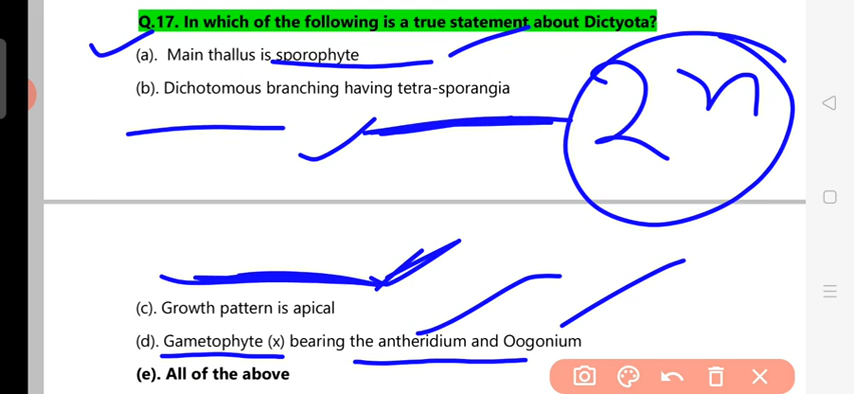 Q.17. In which of the following is a true statement about Dictyota?
(a). Main thallus is sporophyte
(b). Dichotomous branching having tetra-sporangia
2n
(c). Growth pattern is apical
(d). Gametophyte (x) bearing the antheridium and Oogonium
(e). All of the above